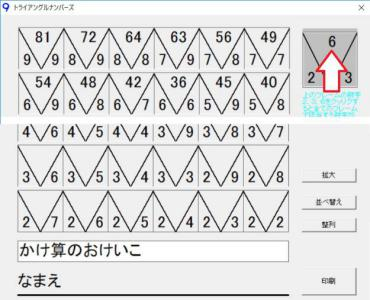 トライアングルナンバーズ
81 72 64 63 56 49
9 9 8 9 8 8 7 9 7 8 7 7
54 48 42 36 45 40
6 9 6 8 6 7 6 6 5 9 5 8
6
2 3
4 6 4 5 4 4 3 9 3 8 3 7
3 6 3 5 3 4 3 3 2 9 2 8
2 7 2 6 2 5 2 4 2 3 2 2
拡大
並べ替え
整列
かけ算のおけいこ
なまえ
印刷